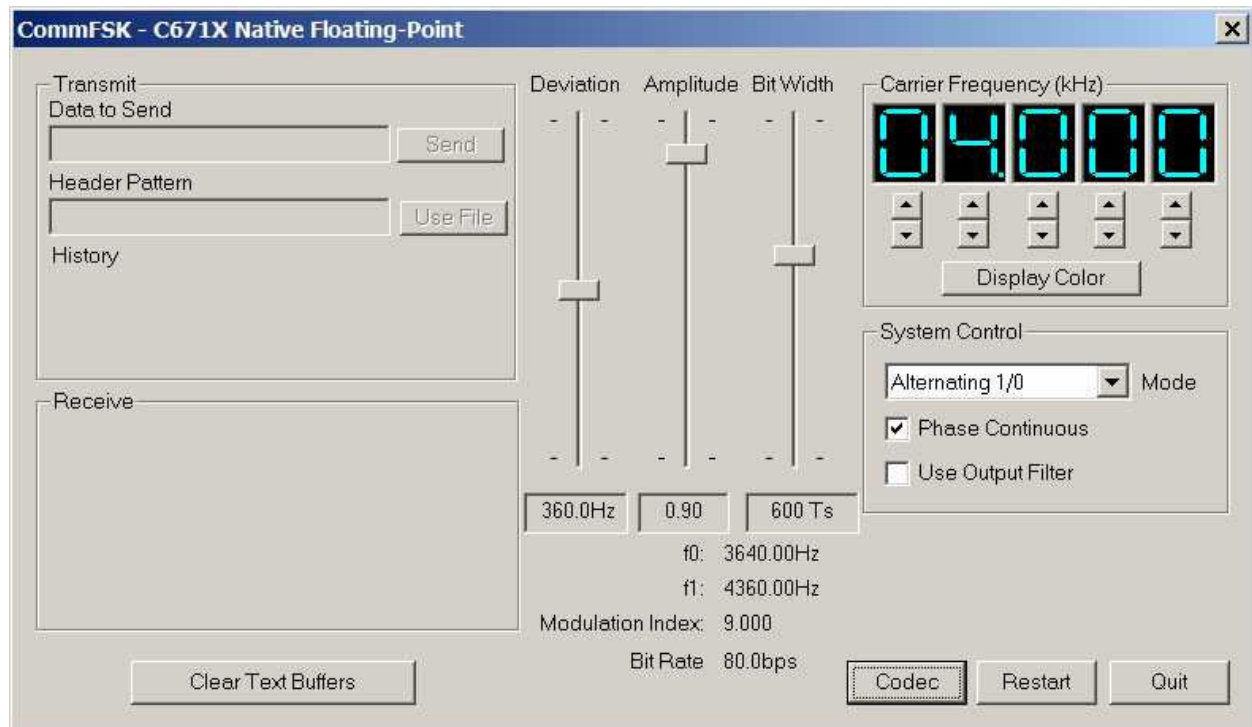 CommFSK - C671X Native Floating-Point
Transmit
Data to Send
Send
Header Pattern
Use File
History
Receive
Clear Text Buffers
Deviation Amplitude Bit Width
360.0Hz 0.90 600 Ts
f0: 3640.00Hz
f1: 4360.00Hz
Modulation Index: 9.000
Bit Rate 80.0bps
Carrier Frequency (kHz)
04.000
Display Color
System Control
Alternating 1/0 Mode
Phase Continuous
Use Output Filter
Codec Restart Quit